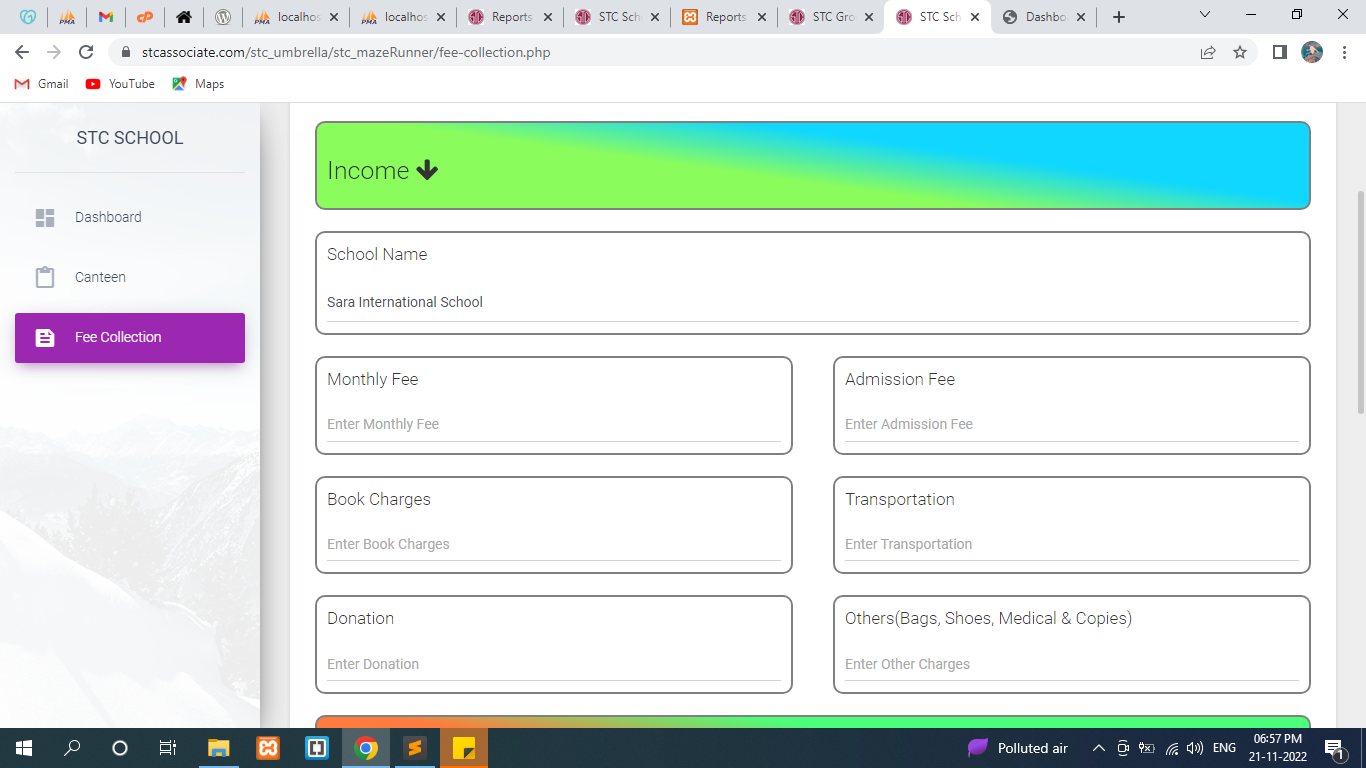 localhos
localhos
Reports
STC Sch
Reports
STC Gro
STC Sch
Dashbo
stcassociate.com/stc_umbrella/stc_mazeRunner/fee-collection.php
Gmail
YouTube
Maps
STC SCHOOL
Dashboard
Canteen
Fee Collection
Income
School Name
Sara International School
Monthly Fee
Enter Monthly Fee
Admission Fee
Enter Admission Fee
Book Charges
Enter Book Charges
Transportation
Enter Transportation
Donation
Enter Donation
Others(Bags, Shoes, Medical & Copies)
Enter Other Charges
Polluted air
ENG
06:57 PM
21-11-2022
1